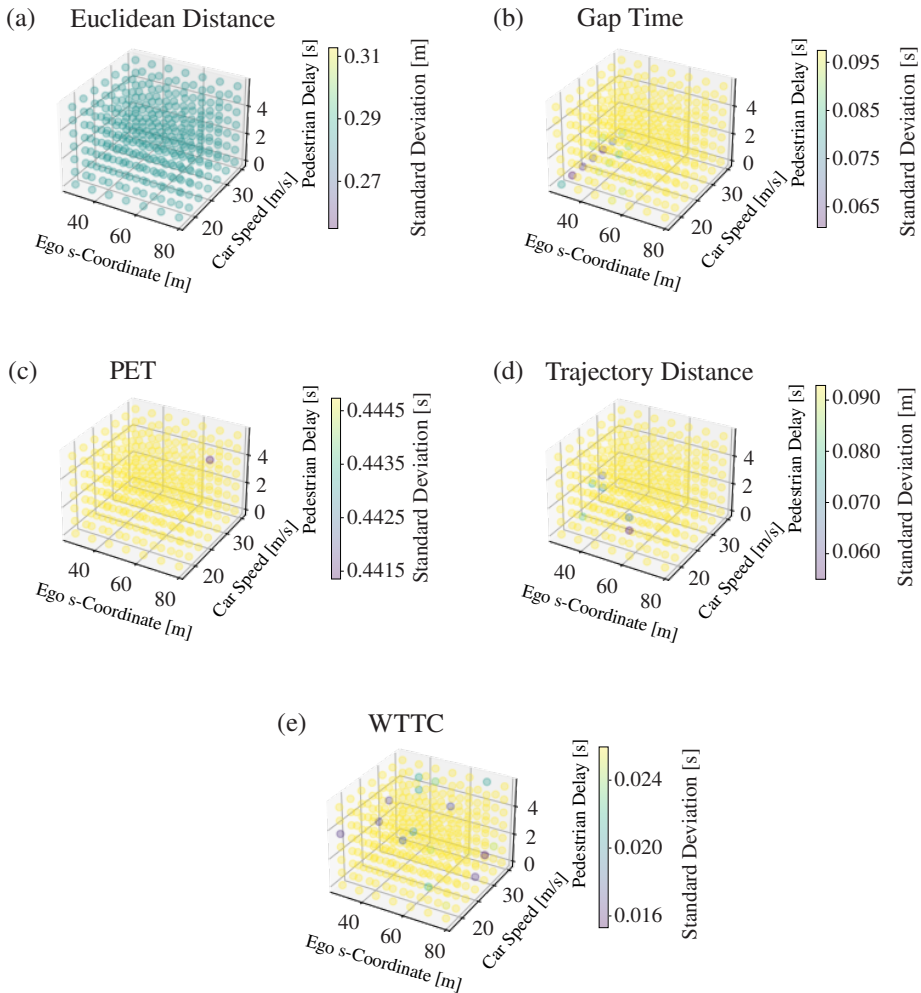 (a) Euclidean Distance
Pedestrian Delay [s]
4
2
0
30
20
Car Speed [m/s]
40
60
80
Ego s-Coordinate [m]
0.31
0.29
0.27
Standard Deviation [m]
(b) Gap Time
Pedestrian Delay [s]
4
2
0
30
20
Car Speed [m/s]
40
60
80
Ego s-Coordinate [m]
0.095
0.085
0.075
0.065
Standard Deviation [s]
(c) PET
Pedestrian Delay [s]
4
2
0
30
20
Car Speed [m/s]
40
60
80
Ego s-Coordinate [m]
0.4445
0.4435
0.4425
0.4415
Standard Deviation [s]
(d) Trajectory Distance
Pedestrian Delay [s]
4
2
0
30
20
Car Speed [m/s]
40
60
80
Ego s-Coordinate [m]
0.090
0.080
0.070
0.060
Standard Deviation [m]
(e) WTTC
Pedestrian Delay [s]
4
2
0
30
20
Car Speed [m/s]
40
60
80
Ego s-Coordinate [m]
0.024
0.020
0.016
Standard Deviation [s]